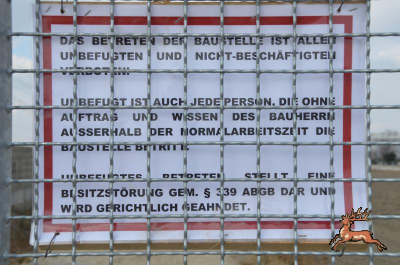 DAS BETRETEN DER BAUSTELLE IST ALLEN
UNBEFUGTEN UND NICHT-BESCHÄFTIGTEN
VERBOTEN!
UNBEFUGT IST AUCH JEDE PERSON, DIE OHNE
AUFTRAG UND WISSEN DES BAUHERRN
AUSSERHALB DER NORMALARBEITSZEIT DIE
BAUSTELLE BETRITT.
UNBEFUGTES BETRETEN STELLT EINE
BESITZSTÖRUNG GEM. § 339 ABGB DAR UND
WIRD GERICHTLICH GEAHNDET.